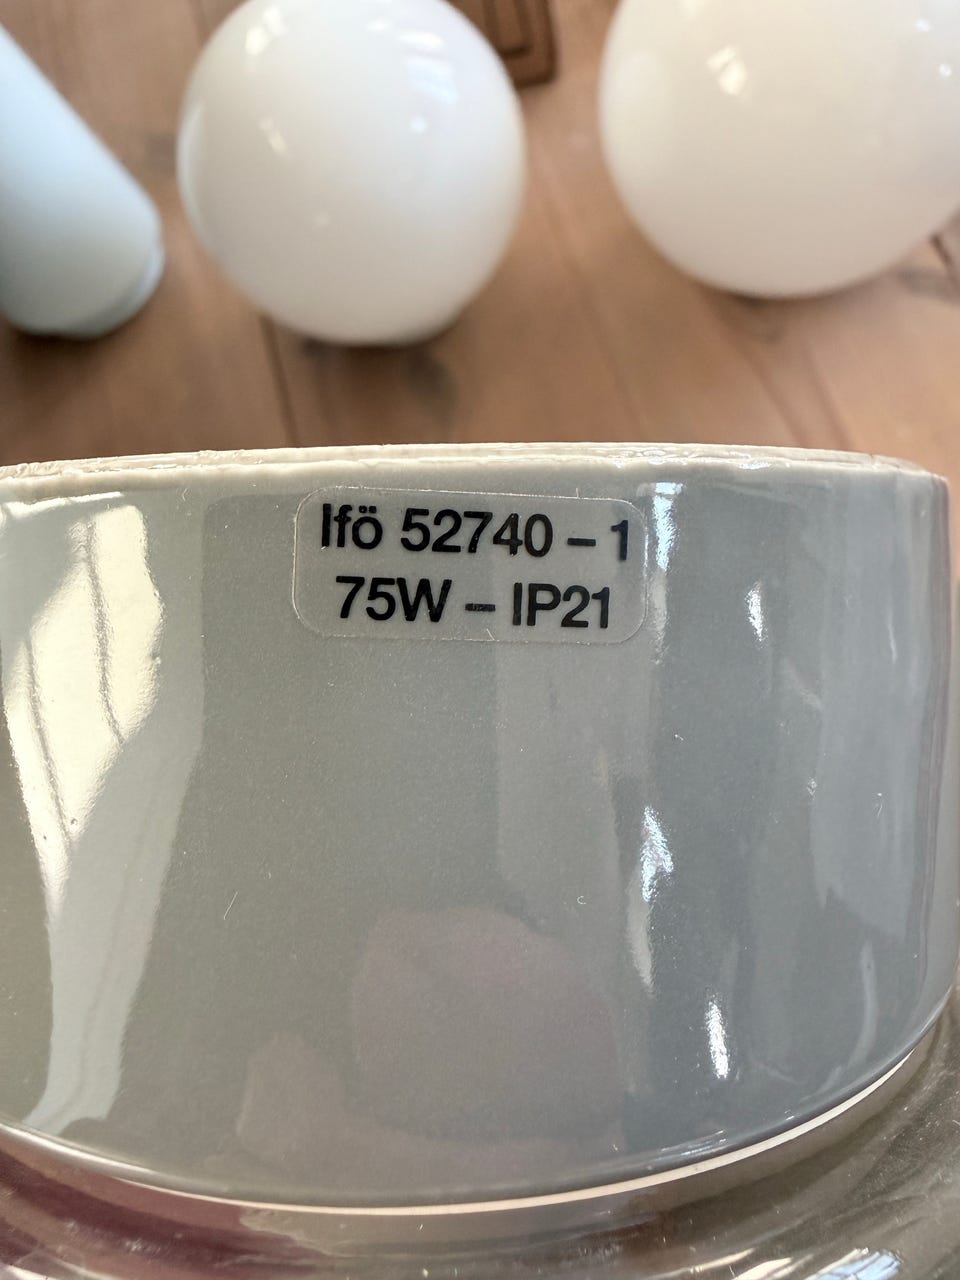 Ifö 52740 – 1
75W – IP21